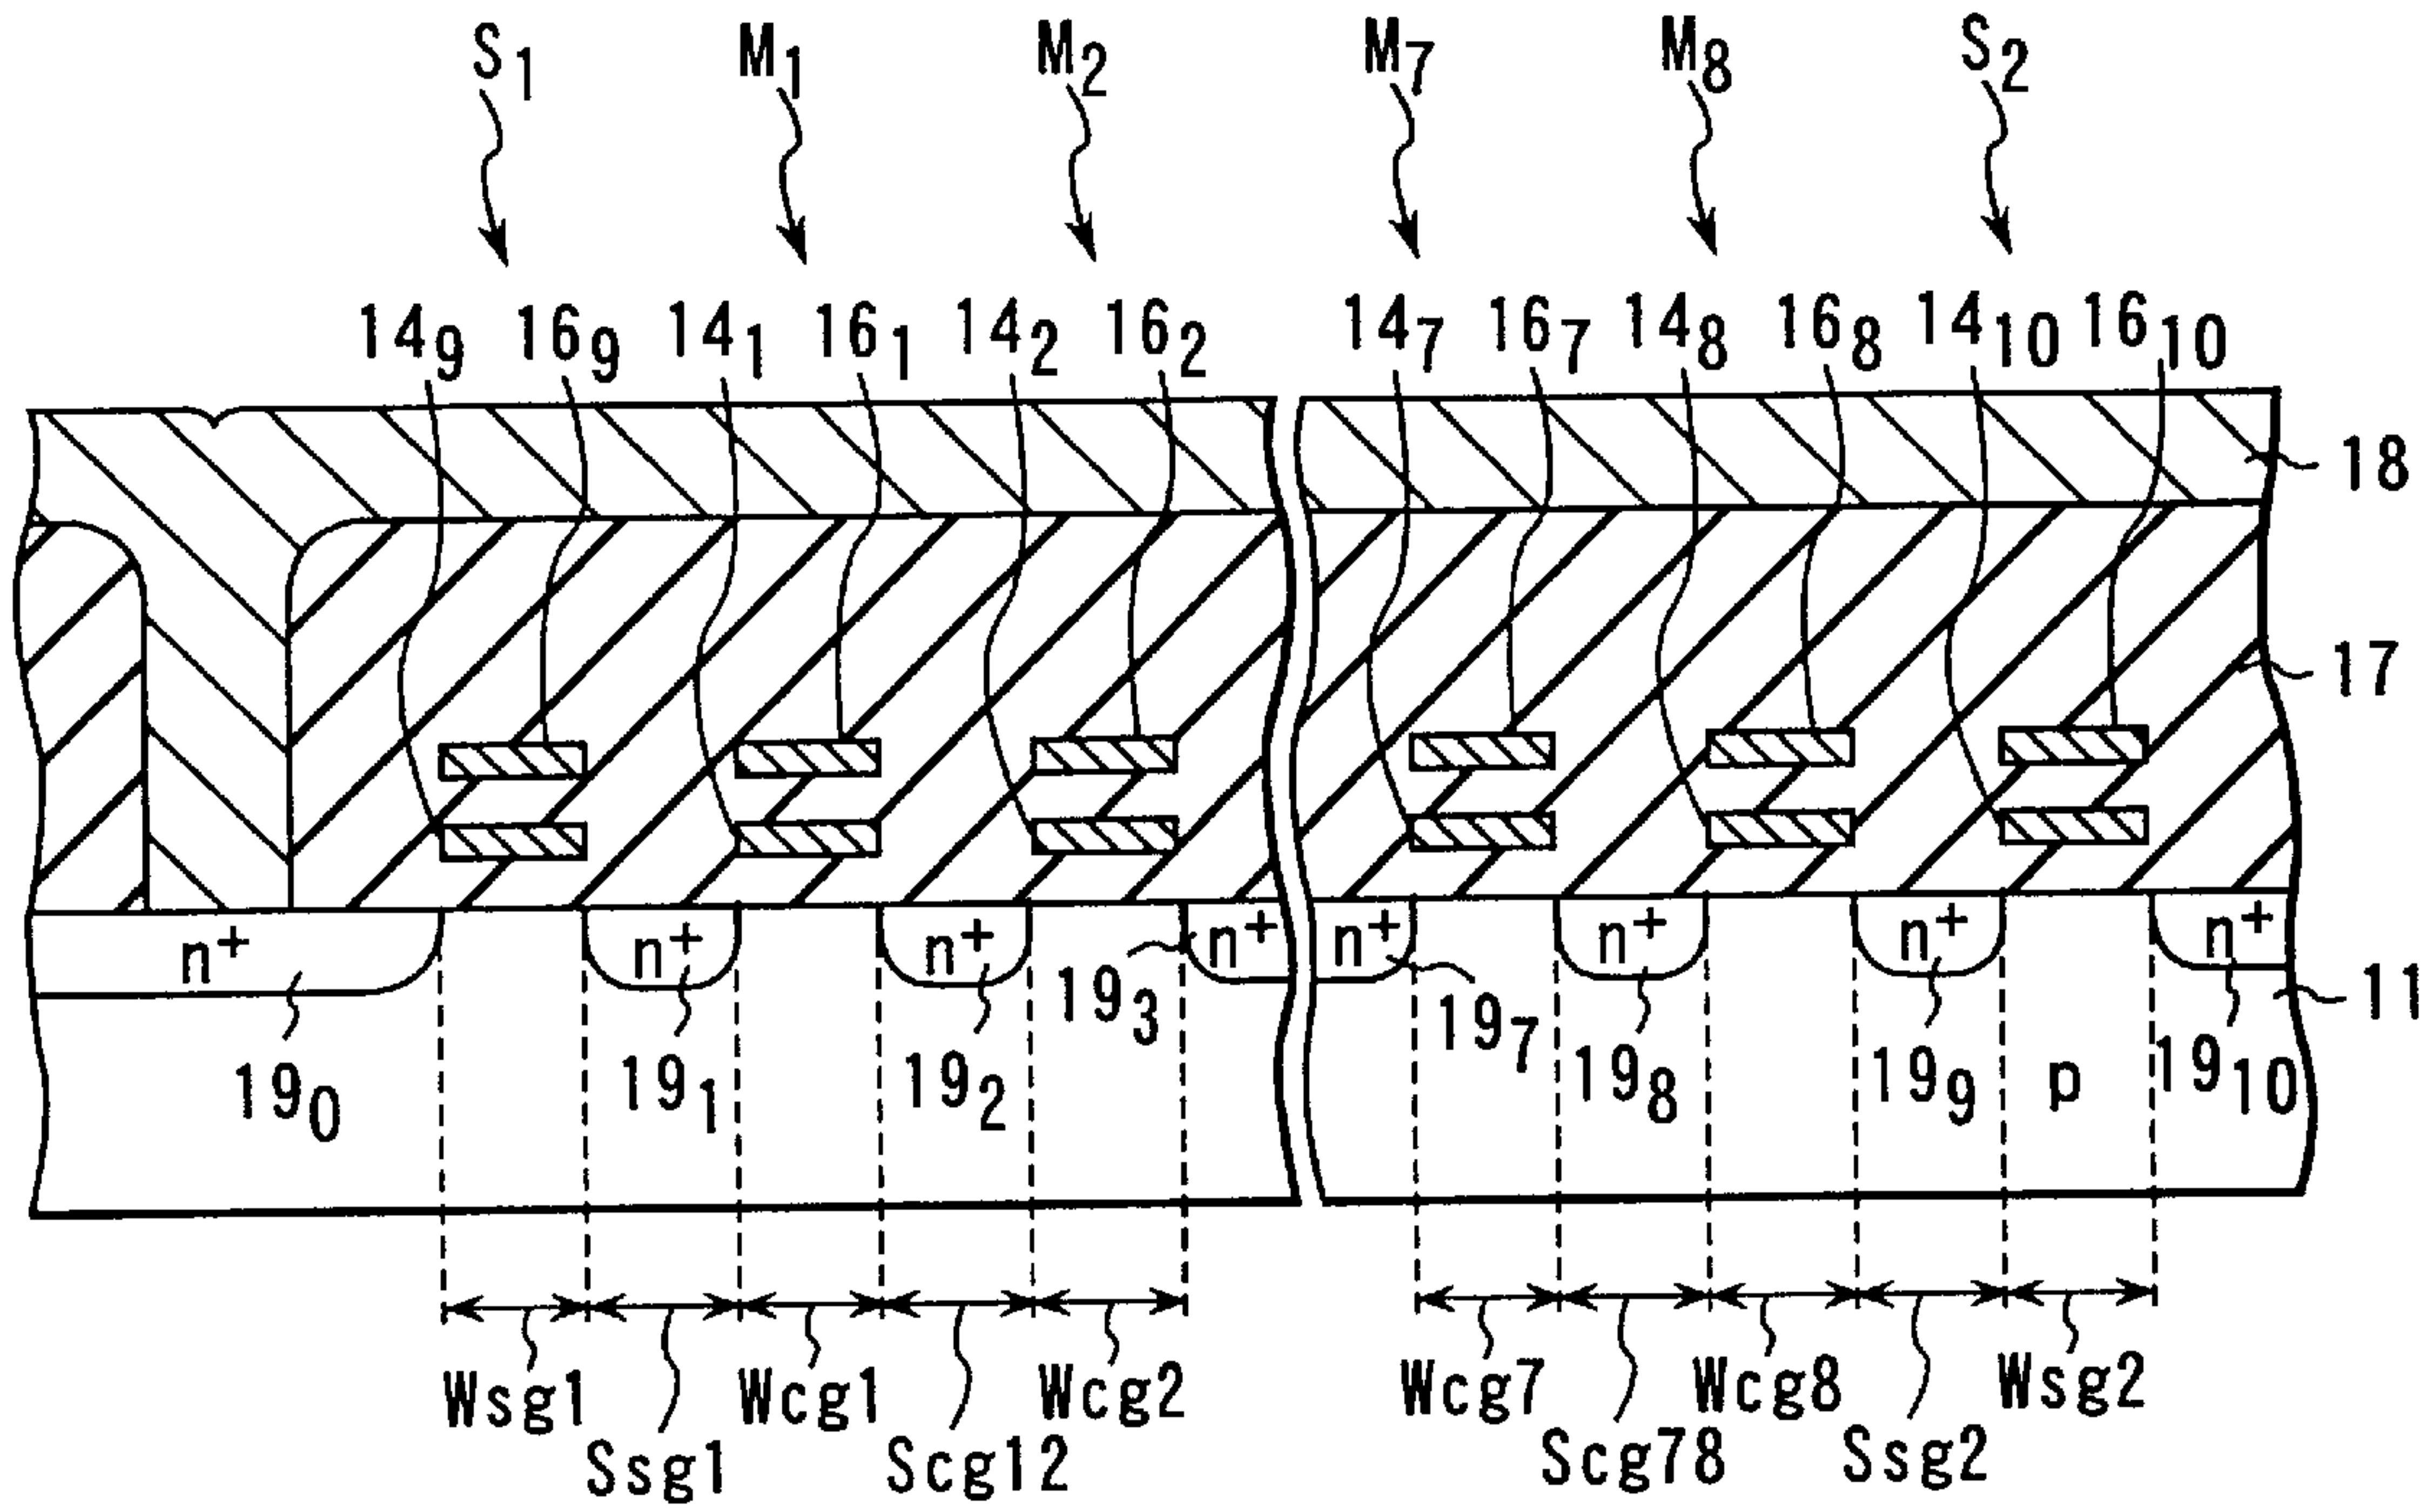 S1 M1 M2 M7 M8 S2
149 169 141 161 142 162 147 167 148 168 1410 1610
18
17
n+ n+ n+ n+ n+ n+ n+ n+
193 197 11
190 191 192 198 199 p 1910
Wsg1 Wcg1 Wcg2 Wcg7 Wcg8 Wsg2
Ssg1 Scg12 Scg78 Ssg2